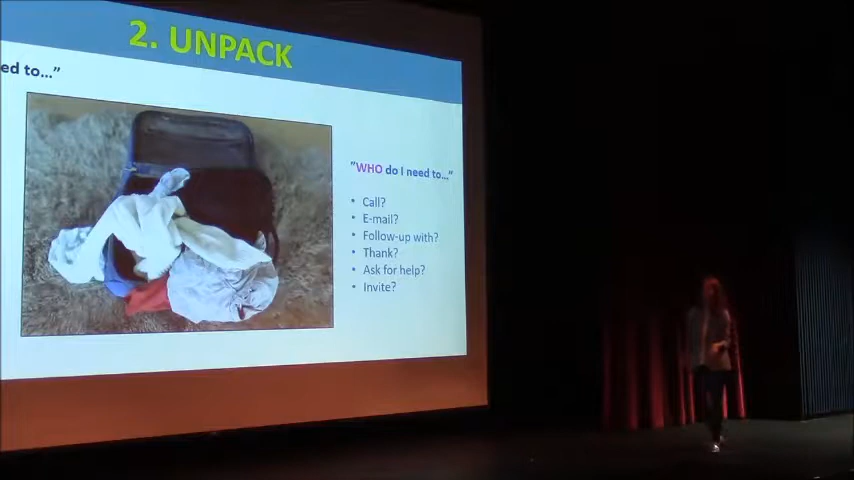 2. UNPACK
ed to..."
"WHO do I need to..."
• Call?
• E-mail?
• Follow-up with?
• Thank?
• Ask for help?
• Invite?